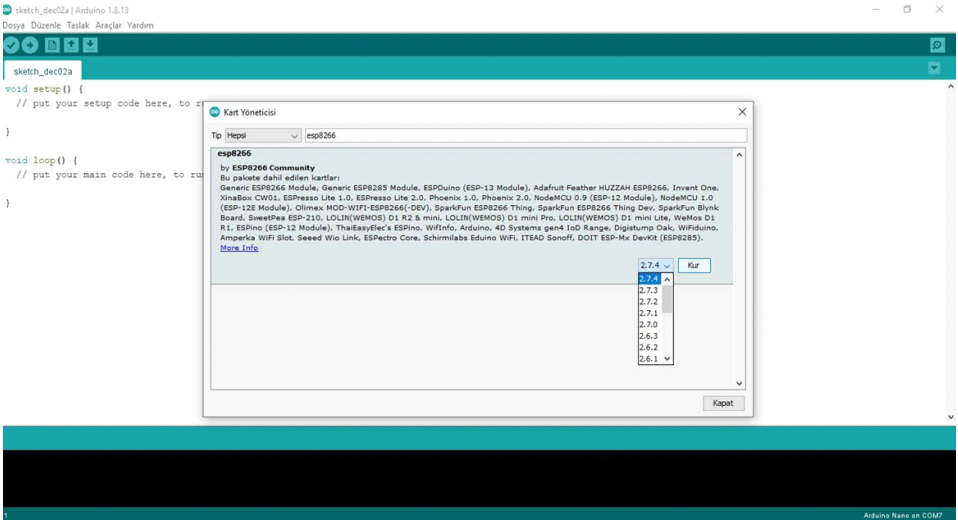 sketch_dec02a | Arduino 1.8.13
Dosya Düzenle Taslak Araçlar Yardım
sketch_dec02a
void setup() {
// put your setup code here, to r
}
void loop() {
// put your main code here, to ru
}
Kart Yöneticisi
Tip Hepsi esp8266
esp8266
by ESP8266 Community
Bu pakete dahil edilen kartlar:
Generic ESP8266 Module, Generic ESP8285 Module, ESPDuino (ESP-13 Module), Adafruit Feather HUZZAH ESP8266, Invent One,
XinaBox CW01, ESPresso Lite 1.0, ESPresso Lite 2.0, Phoenix 1.0, Phoenix 2.0, NodeMCU 0.9 (ESP-12 Module), NodeMCU 1.0
(ESP-12E Module), Olimex MOD-WIFI-ESP8266(-DEV), SparkFun ESP8266 Thing, SparkFun ESP8266 Thing Dev, SparkFun Blynk
Board, SweetPea ESP-210, LOLIN(WEMOS) D1 R2 & mini, LOLIN(WEMOS) D1 mini Pro, LOLIN(WEMOS) D1 mini Lite, WeMos D1
R1, ESPino (ESP-12 Module), ThaiEasyElec's ESPino, WifInfo, Arduino, 4D Systems gen4 IoD Range, Digistump Oak, WiFiduino,
Amperka WiFi Slot, Seeed Wio Link, ESPectro Core, Schirmilabs Eduino WiFi, ITEAD Sonoff, DOIT ESP-Mx DevKit (ESP8285).
More Info
2.7.4 Kur
2.7.4
2.7.3
2.7.2
2.7.1
2.7.0
2.6.3
2.6.2
2.6.1
Kapat
1 Arduino Nano on COM7